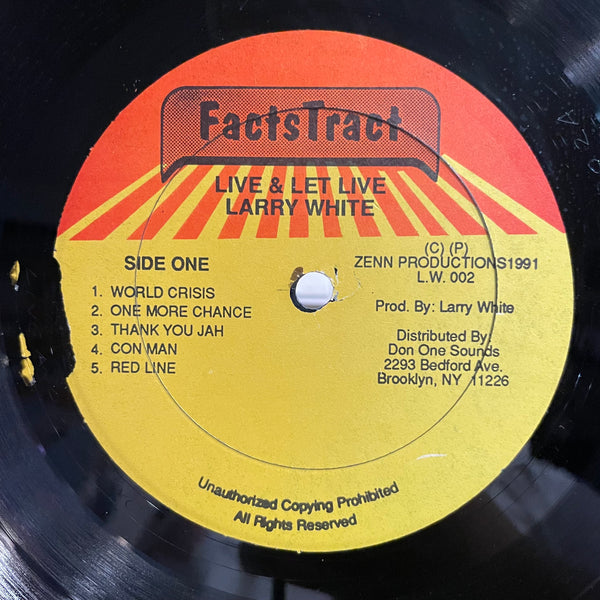 FactsTract
LIVE & LET LIVE
LARRY WHITE
SIDE ONE
1. WORLD CRISIS
2. ONE MORE CHANCE
3. THANK YOU JAH
4. CON MAN
5. RED LINE
(C) (P)
ZENN PRODUCTIONS1991
L.W. 002
Prod. By: Larry White
Distributed By:
Don One Sounds
2293 Bedford Ave.
Brooklyn, NY 11226
Unauthorized Copying Prohibited
All Rights Reserved